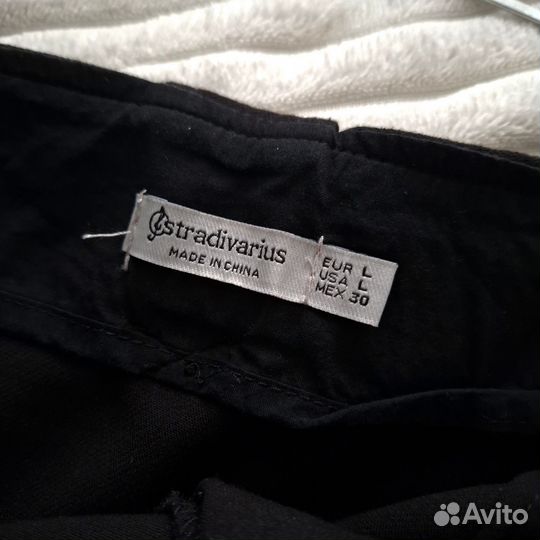 stradivarius
MADE IN CHINA
EUR L
USA L
MEX 30
Avito